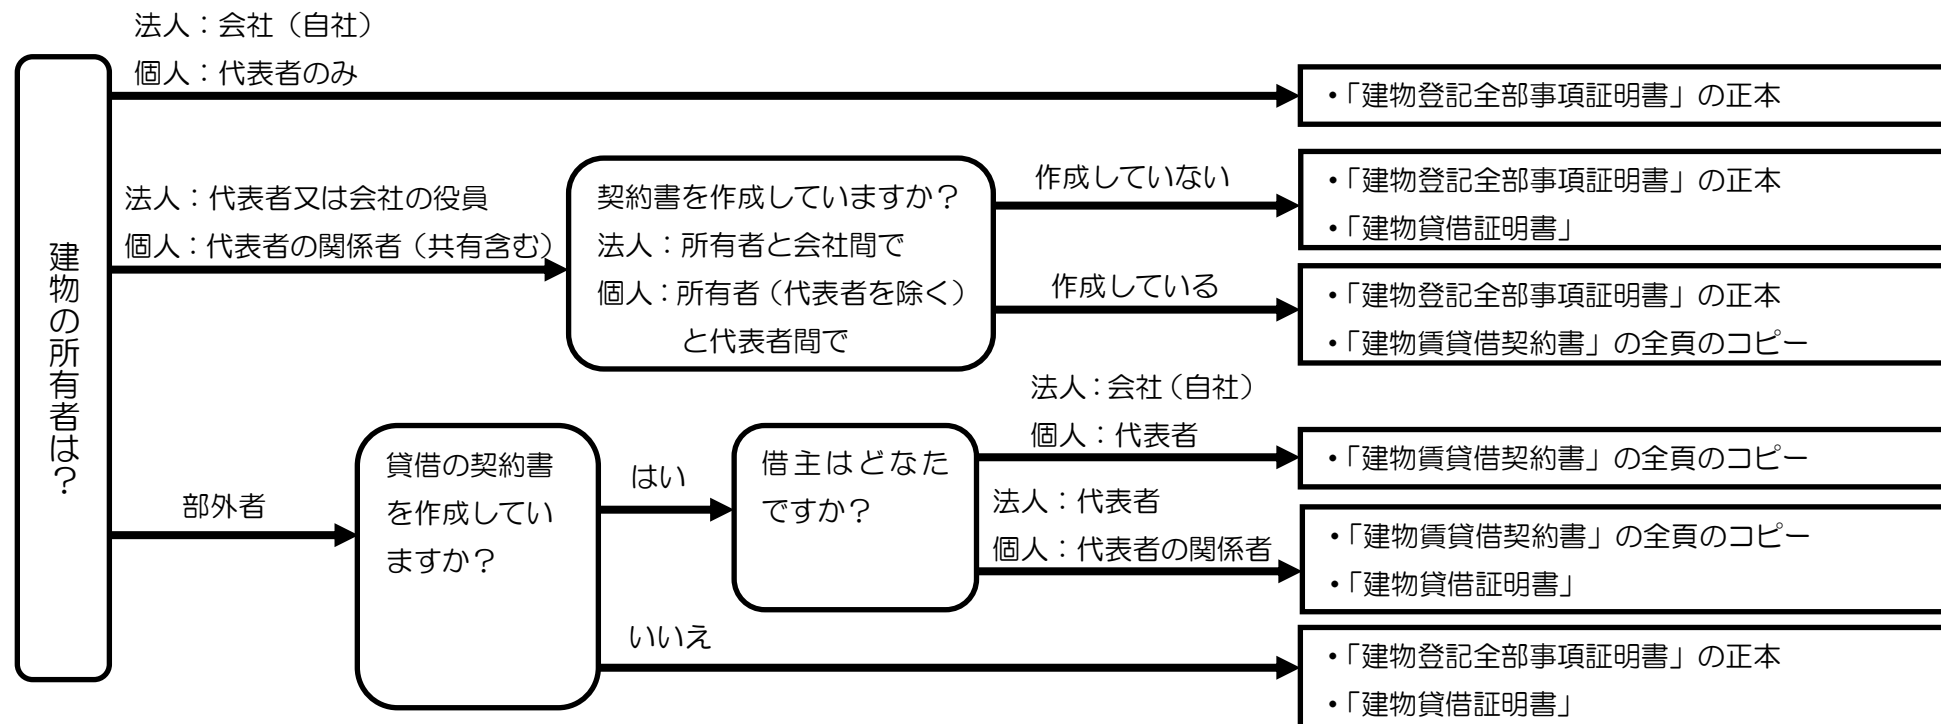 建物の所有者は？
法人：会社（自社）
個人：代表者のみ
・「建物登記全部事項証明書」の正本
法人：代表者又は会社の役員
個人：代表者の関係者（共有含む）
契約書を作成していますか？
法人：所有者と会社間で
個人：所有者（代表者を除く）
と代表者間で
作成していない
・「建物登記全部事項証明書」の正本
・「建物貸借証明書」
作成している
・「建物登記全部事項証明書」の正本
・「建物賃貸借契約書」の全頁のコピー
部外者
貸借の契約書
を作成してい
ますか？
はい
借主はどなた
ですか？
法人：会社（自社）
個人：代表者
・「建物賃貸借契約書」の全頁のコピー
法人：代表者
個人：代表者の関係者
・「建物賃貸借契約書」の全頁のコピー
・「建物貸借証明書」
いいえ
・「建物登記全部事項証明書」の正本
・「建物貸借証明書」